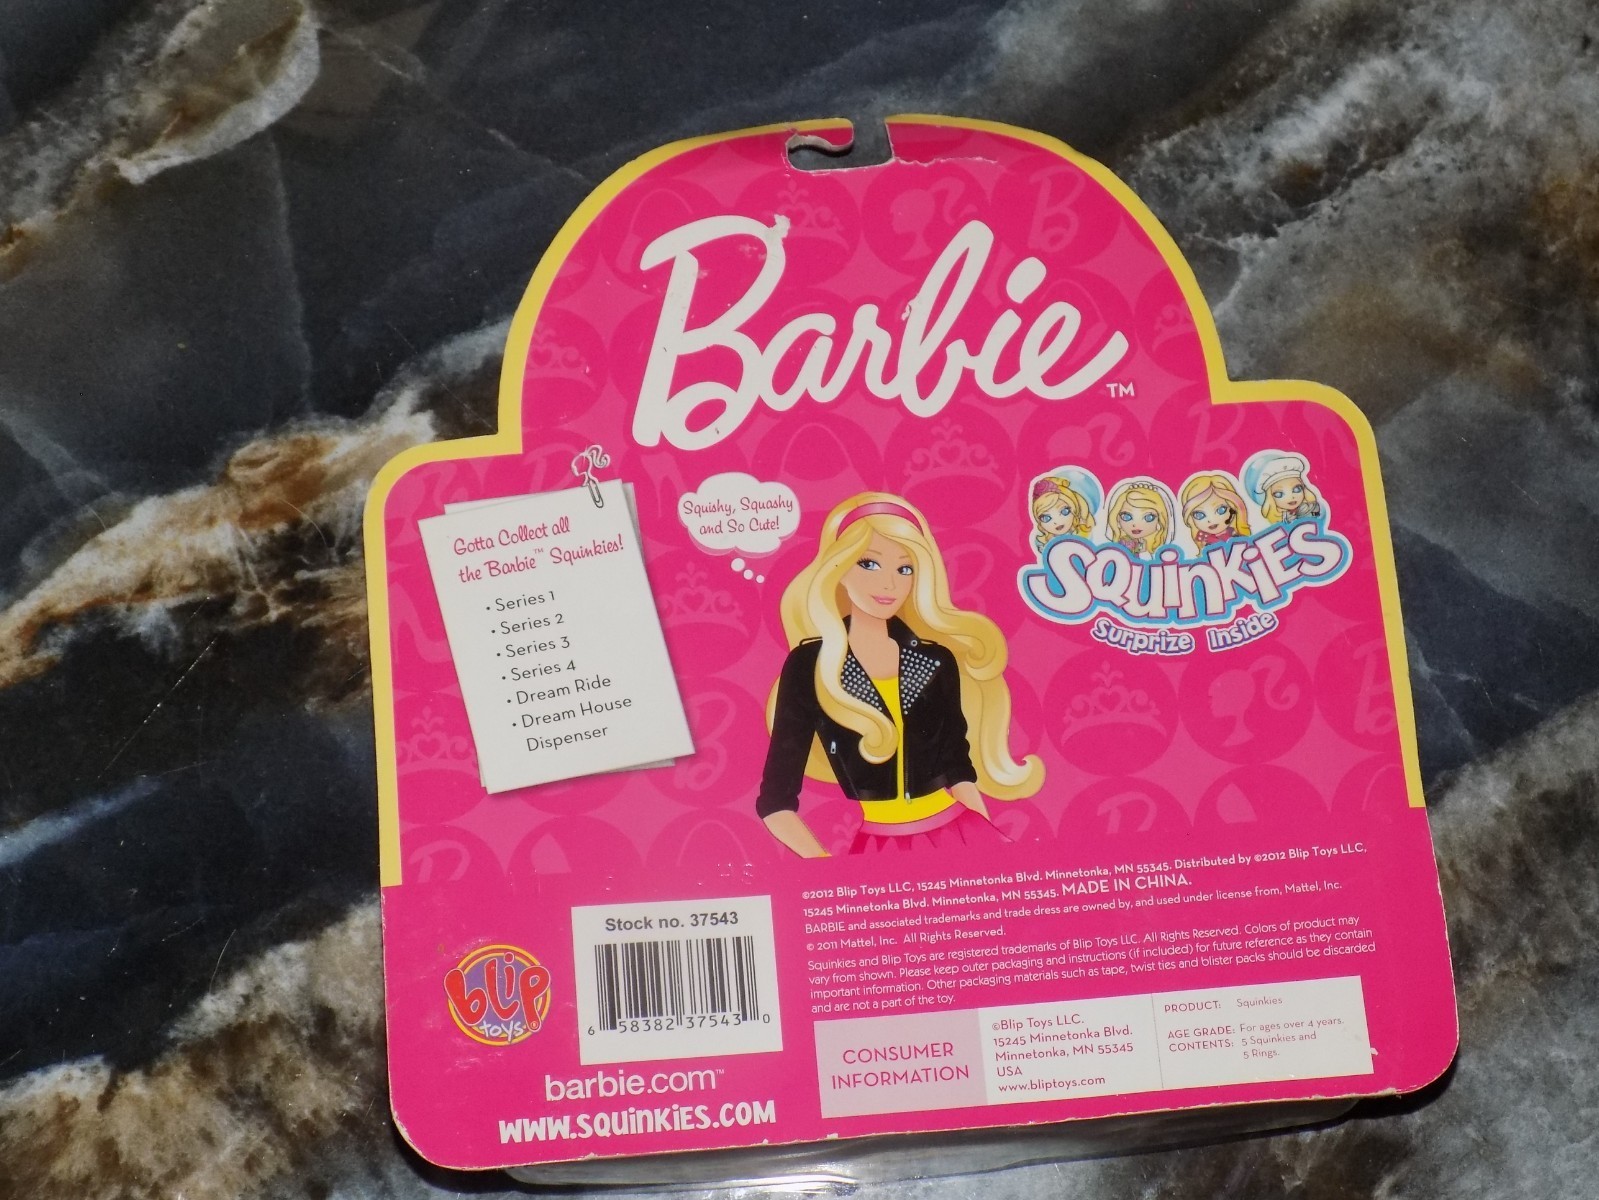 Barbie™
Gotta Collect all
the Barbie™ Squinkies!
• Series 1
• Series 2
• Series 3
• Series 4
• Dream Ride
• Dream House
Dispenser
Squishy, Squashy
and So Cute!
SQUINKIES
Surprize Inside
©2012 Blip Toys LLC, 15245 Minnetonka Blvd. Minnetonka, MN 55345. Distributed by ©2012 Blip Toys LLC,
15245 Minnetonka Blvd. Minnetonka, MN 55345. MADE IN CHINA.
BARBIE and associated trademarks and trade dress are owned by, and used under license from, Mattel, Inc.
© 2011 Mattel, Inc. All Rights Reserved.
Squinkies and Blip Toys are registered trademarks of Blip Toys LLC. All Rights Reserved. Colors of product may
vary from shown. Please keep outer packaging and instructions (if included) for future reference as they contain
important information. Other packaging materials such as tape, twist ties and blister packs should be discarded
and are not a part of the toy.
blip
toys®
Stock no. 37543
6 58382 37543 0
barbie.com™
WWW.SQUINKIES.COM
CONSUMER
INFORMATION
©Blip Toys LLC.
15245 Minnetonka Blvd.
Minnetonka, MN 55345
USA
www.bliptoys.com
PRODUCT: Squinkies
AGE GRADE: For ages over 4 years.
CONTENTS: 5 Squinkies and
5 Rings.